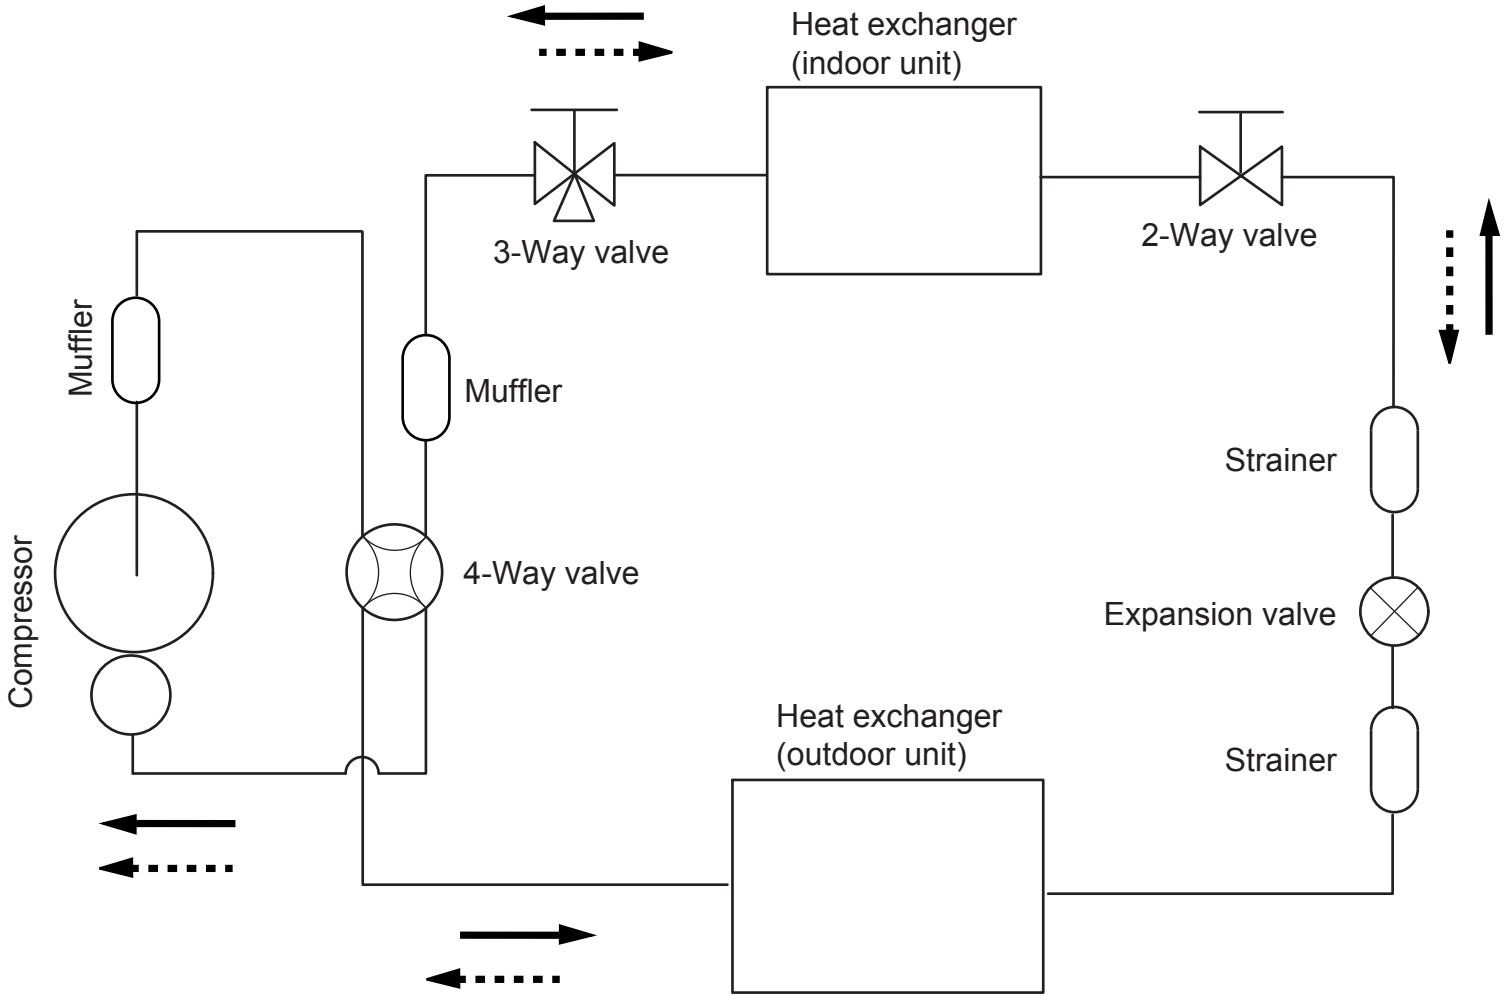 Heat exchanger
(indoor unit)
3-Way valve
2-Way valve
Muffler
Muffler
Strainer
Compressor
4-Way valve
Expansion valve
Heat exchanger
(outdoor unit)
Strainer